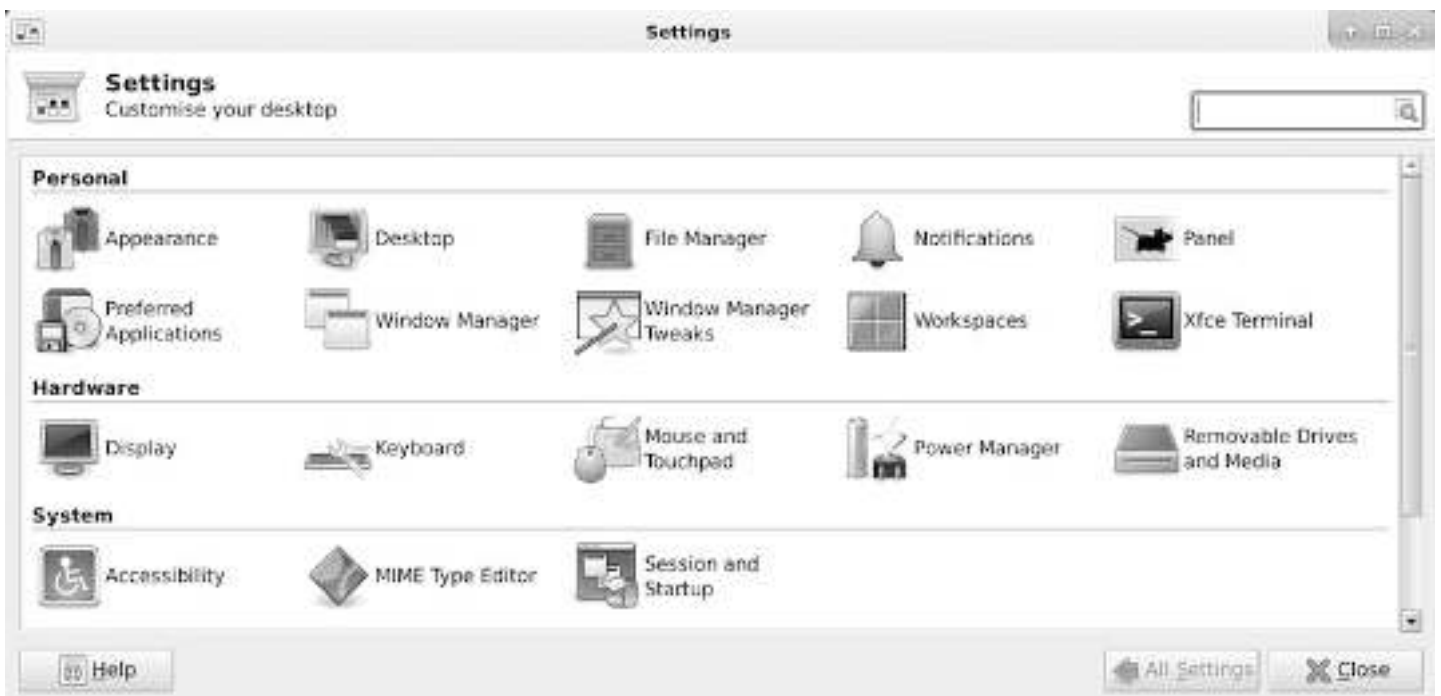 Settings
Settings
Customise your desktop
Personal
Appearance
Desktop
File Manager
Notifications
Panel
Preferred
Applications
Window Manager
Window Manager
Tweaks
Workspaces
Xfce Terminal
Hardware
Display
Keyboard
Mouse and
Touchpad
Power Manager
Removable Drives
and Media
System
Accessibility
MIME Type Editor
Session and
Startup
Help
All Settings
Close